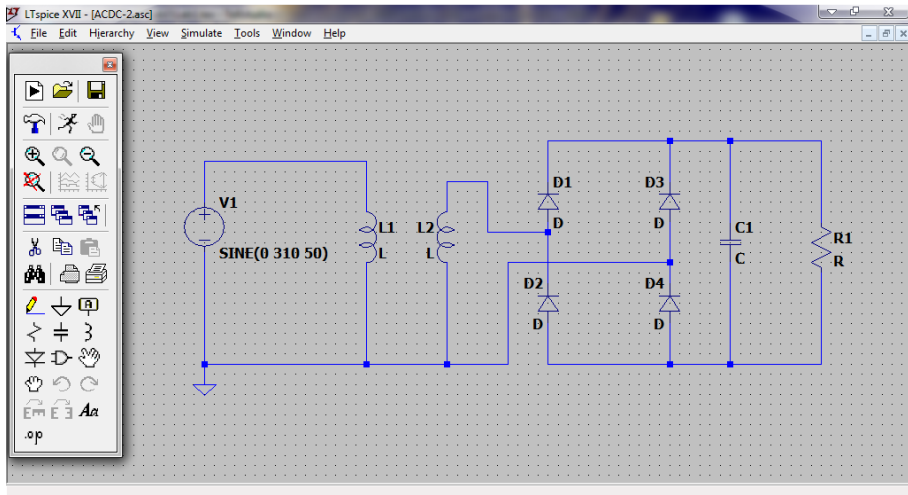 LTspice XVII - [ACDC-2.asc]
File Edit Hierarchy View Simulate Tools Window Help
A
Aa
.op
V1
SINE(0 310 50)
L1
L
L2
L
D1
D
D2
D
D3
D
D4
D
C1
C
R1
R